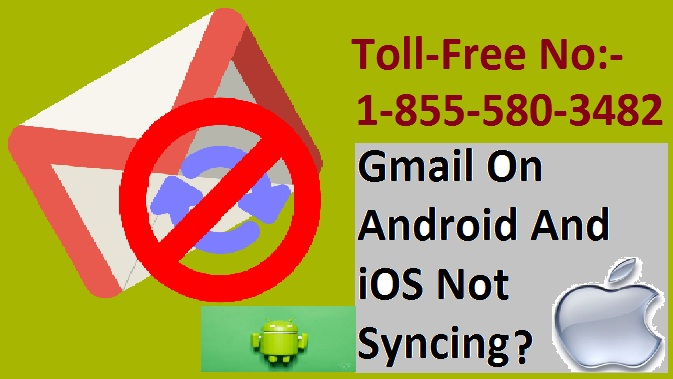 Toll-Free No:-
1-855-580-3482
Gmail On
Android And
iOS Not
Syncing?